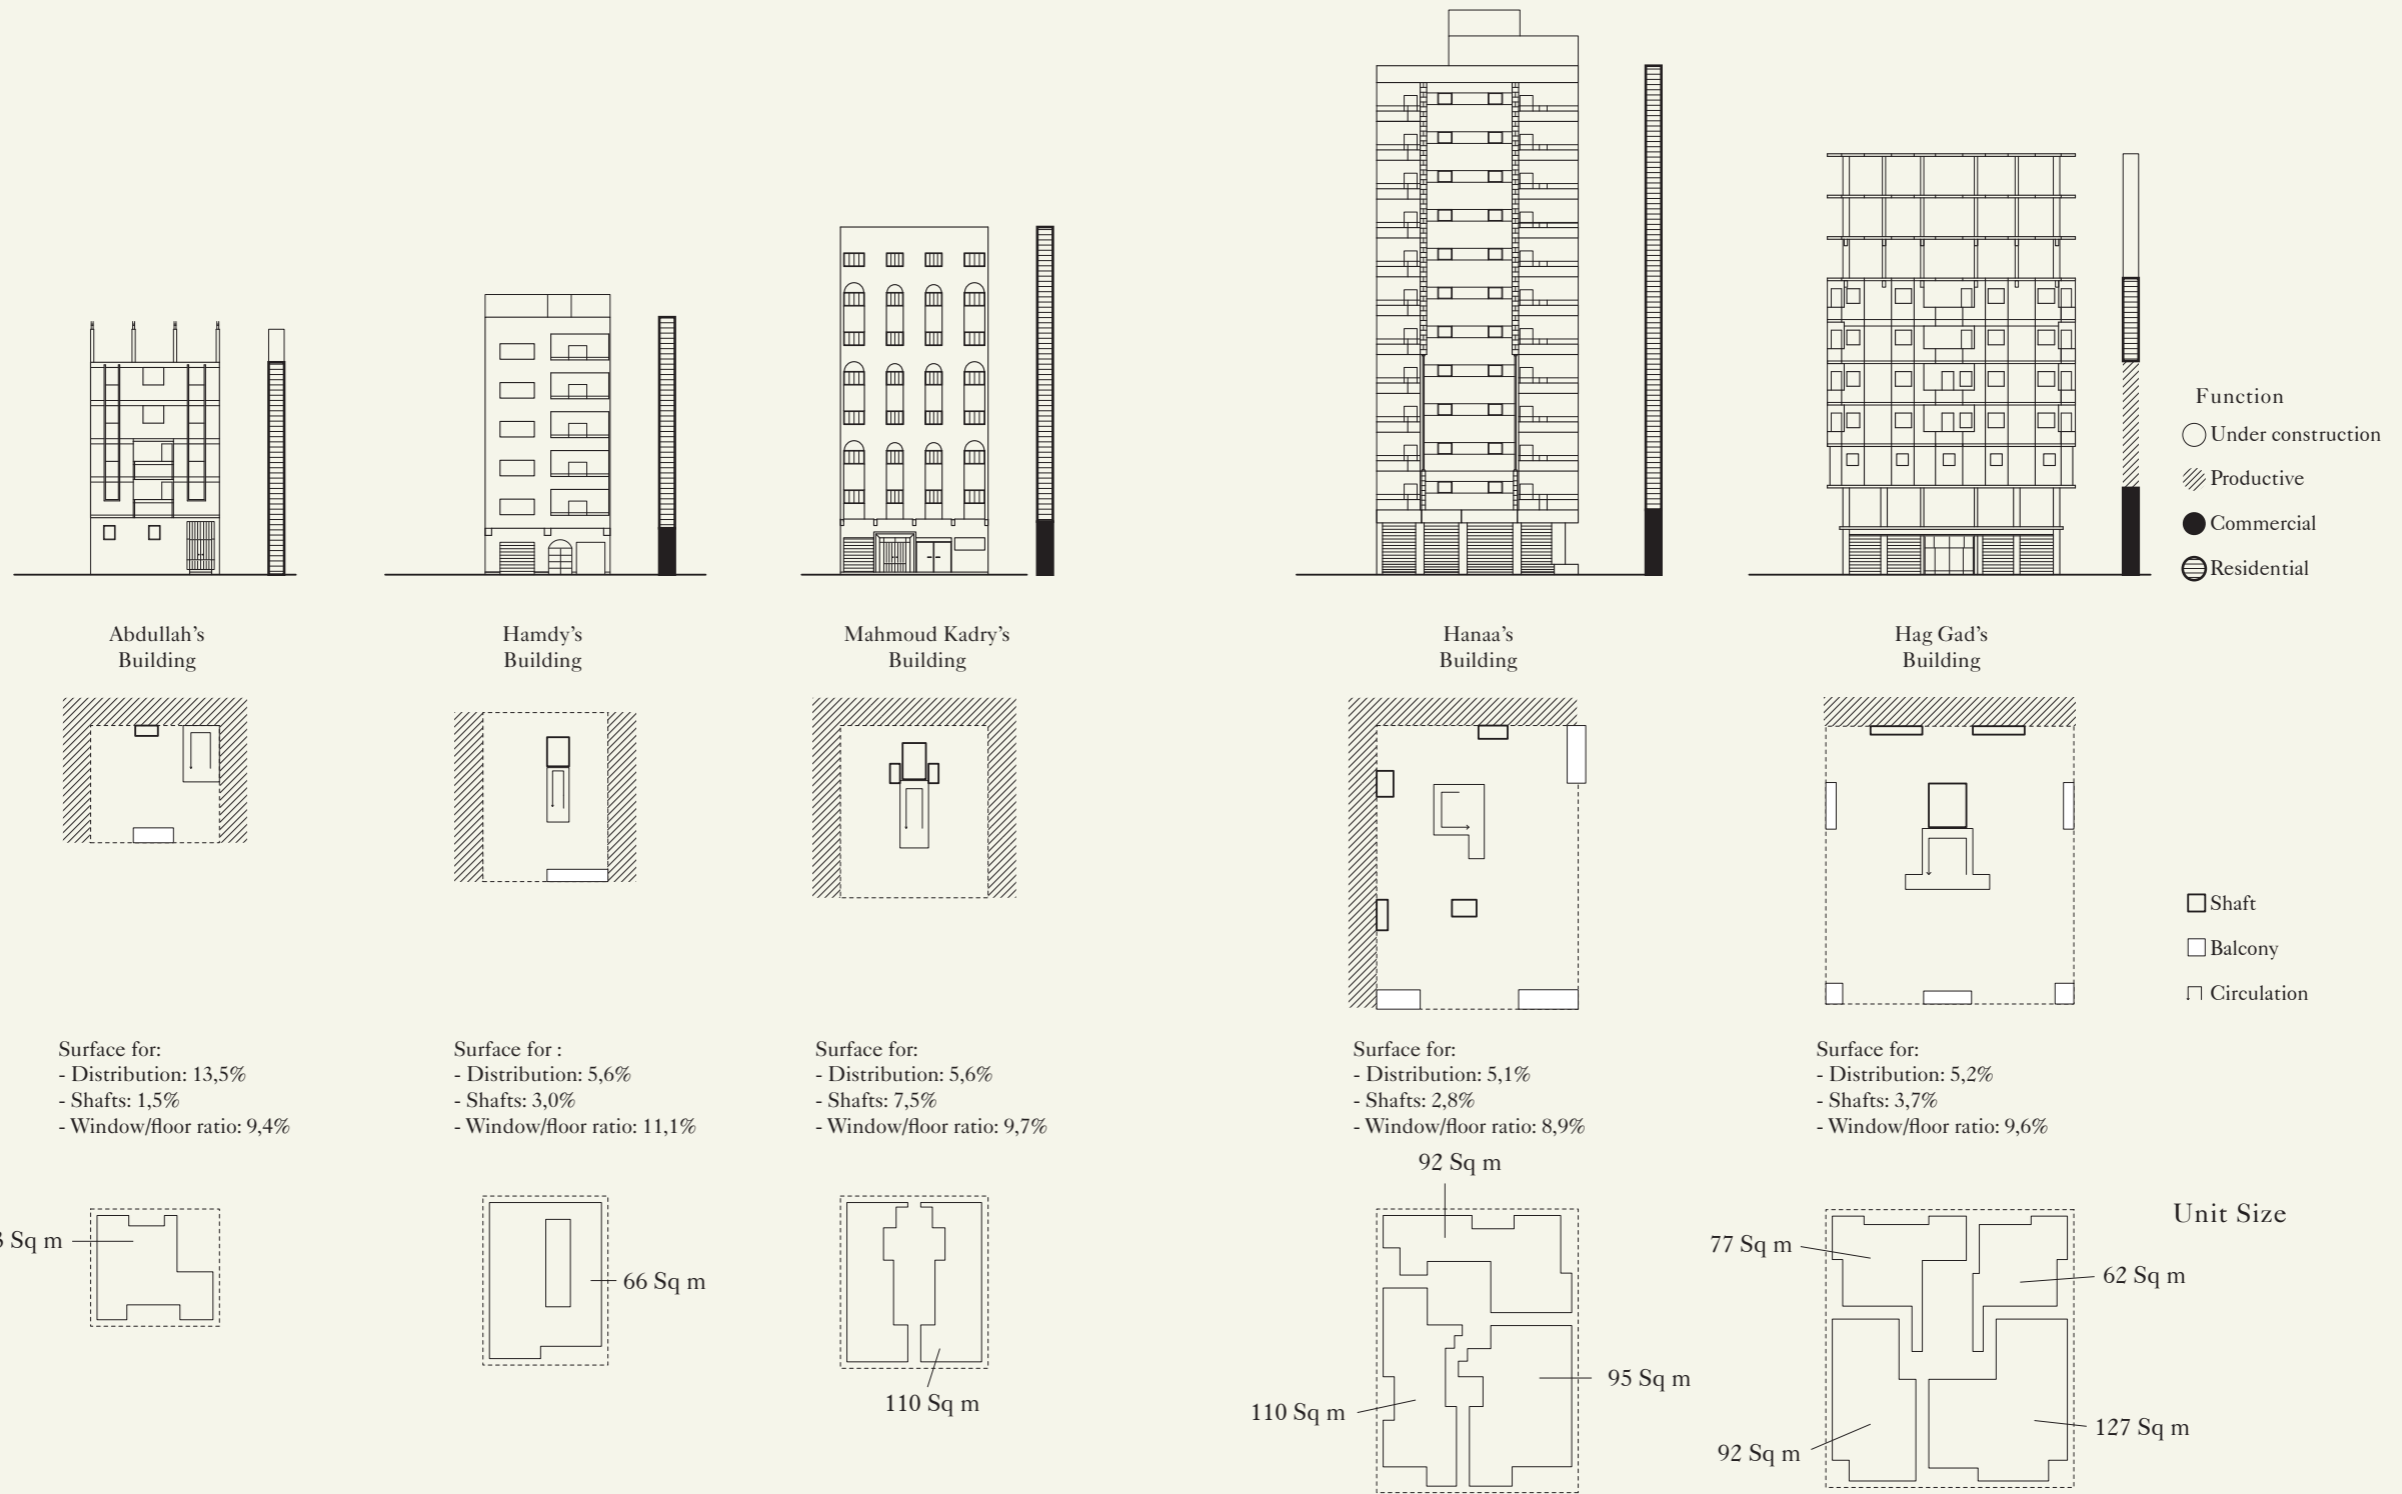 Function
Under construction
Productive
Commercial
Residential
Abdullah's
Building
Hamdy's
Building
Mahmoud Kadry's
Building
Hanaa's
Building
Hag Gad's
Building
Shaft
Balcony
Circulation
Surface for:
- Distribution: 13,5%
- Shafts: 1,5%
- Window/floor ratio: 9,4%
Surface for :
- Distribution: 5,6%
- Shafts: 3,0%
- Window/floor ratio: 11,1%
Surface for:
- Distribution: 5,6%
- Shafts: 7,5%
- Window/floor ratio: 9,7%
Surface for:
- Distribution: 5,1%
- Shafts: 2,8%
- Window/floor ratio: 8,9%
Surface for:
- Distribution: 5,2%
- Shafts: 3,7%
- Window/floor ratio: 9,6%
Sq m
66 Sq m
110 Sq m
92 Sq m
110 Sq m
95 Sq m
77 Sq m
62 Sq m
92 Sq m
127 Sq m
Unit Size